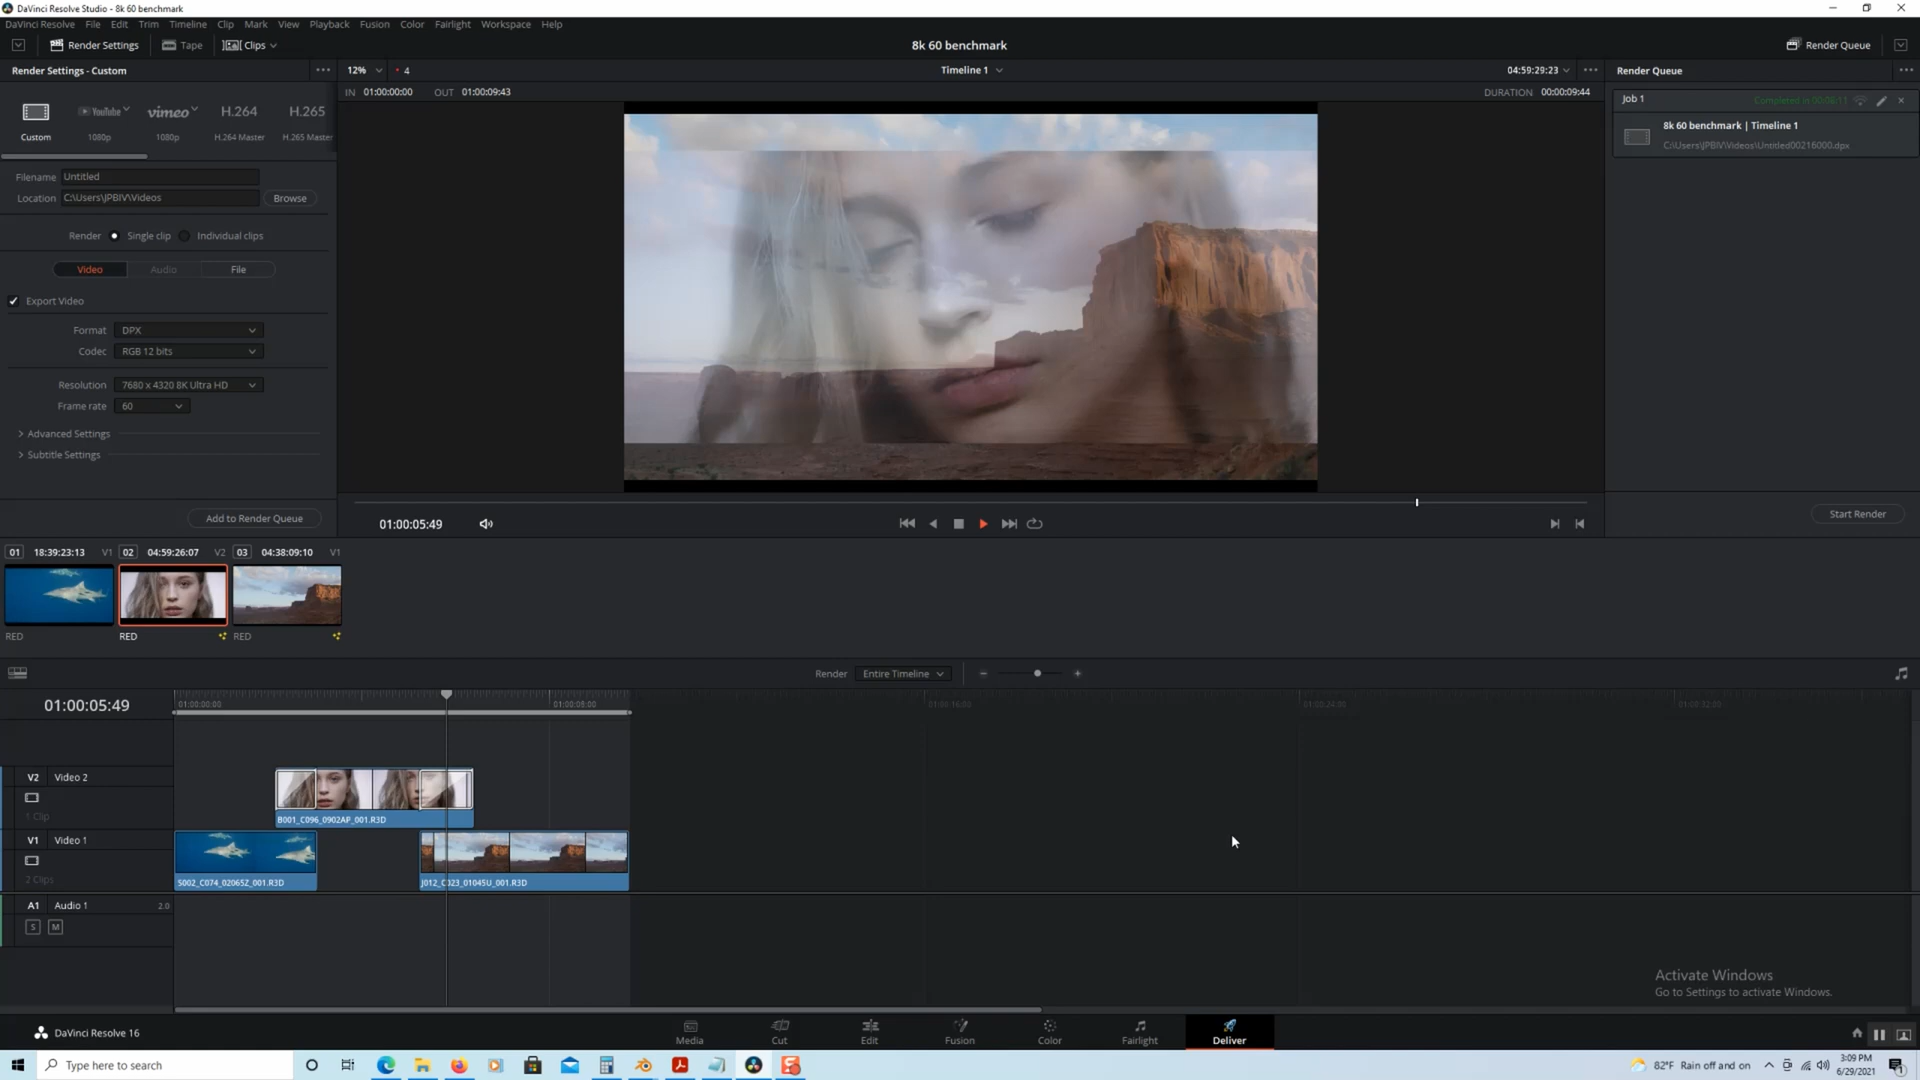 DaVinci Resolve Studio - 8k 60 benchmark
DaVinci Resolve File Edit Trim Timeline Clip Mark View Playback Fusion Color Fairlight Workspace Help
Render Settings Tape Clips
8k 60 benchmark
Render Queue
Render Settings - Custom
12%
4
Timeline 1
04:59:29:23
Render Queue
IN 01:00:00:00 OUT 01:00:09:43
DURATION 00:00:09:44
Job 1
Completed in 00:08:11
8k 60 benchmark | Timeline 1
C:\Users\JPBIV\Videos\Untitled00216000.dpx
YouTube vimeo H.264 H.265
Custom 1080p 1080p H.264 Master H.265 Master
Filename Untitled
Location C:\Users\JPBIV\Videos Browse
Render Single clip Individual clips
Video Audio File
Export Video
Format DPX
Codec RGB 12 bits
Resolution 7680 x 4320 8K Ultra HD
Frame rate 60
Advanced Settings
Subtitle Settings
Add to Render Queue
01:00:05:49
Start Render
01 18:39:23:13 V1 02 04:59:26:07 V2 03 04:38:09:10 V1
RED RED RED
Render Entire Timeline
01:00:05:49
01:00:00:00 01:00:08:00 01:00:16:00 01:00:24:00 01:00:32:00
V2 Video 2
1 Clip
B001_C096_0902AP_001.R3D
V1 Video 1
2 Clips
S002_C074_02065Z_001.R3D
J012_C023_01045U_001.R3D
A1 Audio 1 2.0
S M
Activate Windows
Go to Settings to activate Windows.
DaVinci Resolve 16
Media Cut Edit Fusion Color Fairlight Deliver
Type here to search
82°F Rain off and on
3:09 PM
6/29/2021